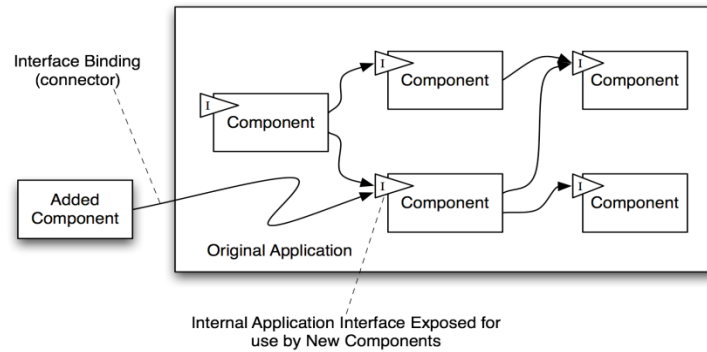 Interface Binding
(connector)
I
Component
I
Component
I
Component
Added
Component
I
Component
I
Component
Original Application
Internal Application Interface Exposed for
use by New Components